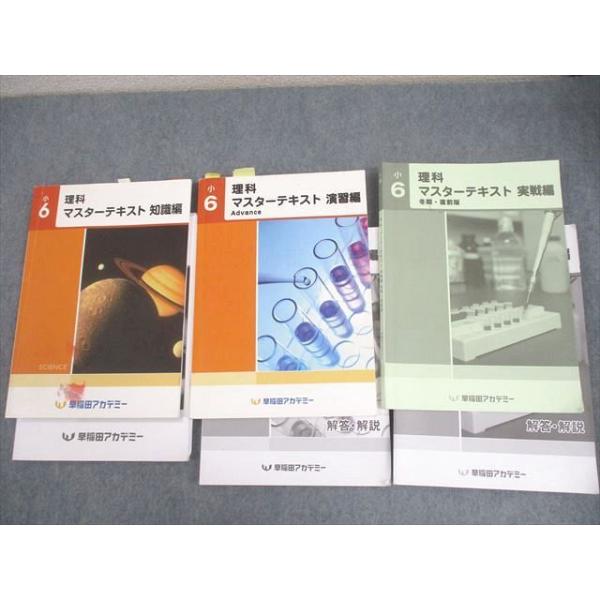 小
6
理科
マスターテキスト 知識編
SCIENCE
早稲田アカデミー
早稲田アカデミー
小
6
理科
マスターテキスト 演習編
Advance
早稲田アカデミー
解答・解説
早稲田アカデミー
小
6
理科
マスターテキスト 実戦編
冬期・直前版
早稲田アカデミー
解答・解説
早稲田アカデミー